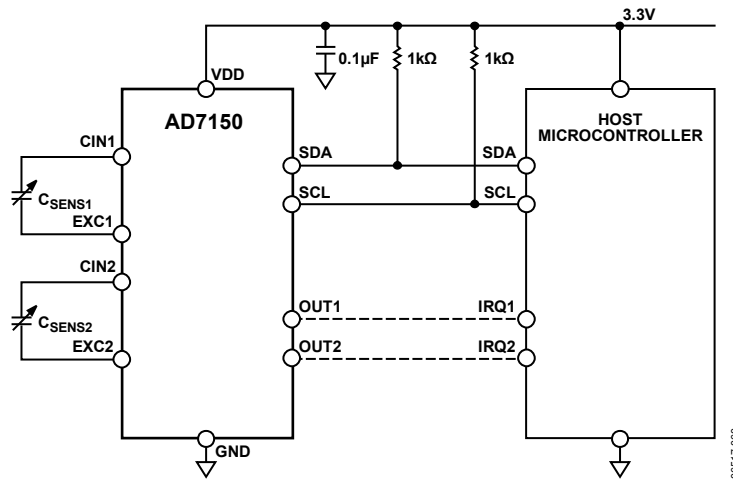 3.3V
0.1µF
1kΩ
1kΩ
VDD
AD7150
HOST
MICROCONTROLLER
CIN1
SDA
SDA
CSENS1
SCL
SCL
EXC1
CIN2
OUT1
IRQ1
CSENS2
OUT2
IRQ2
EXC2
GND